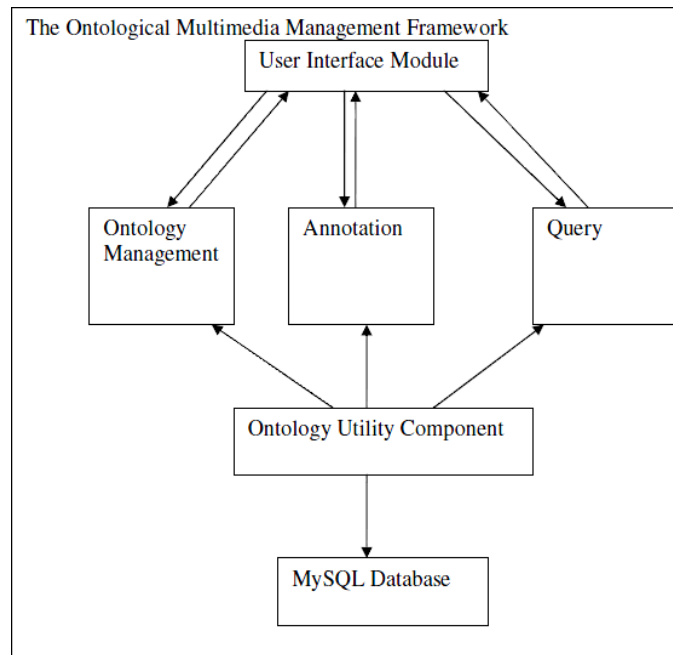 The Ontological Multimedia Management Framework
User Interface Module
Ontology
Management
Annotation
Query
Ontology Utility Component
MySQL Database